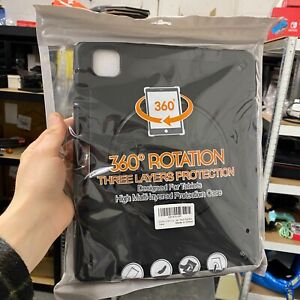 360°
360° ROTATION
THREE LAYERS PROTECTION
Designed For Tablets
High Multi-layered Protection Case